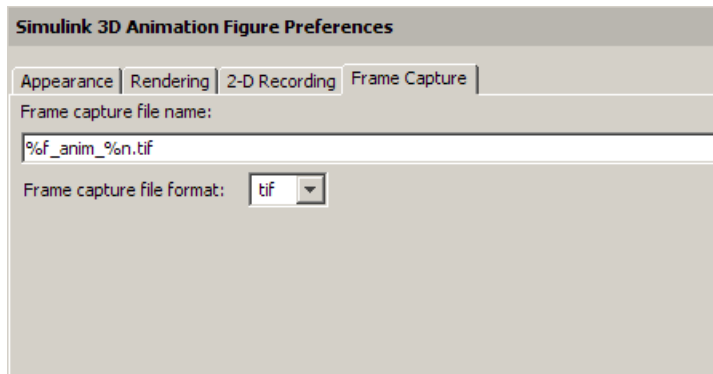 Simulink 3D Animation Figure Preferences
Appearance Rendering 2-D Recording Frame Capture
Frame capture file name:
%f_anim_%n.tif
Frame capture file format: tif